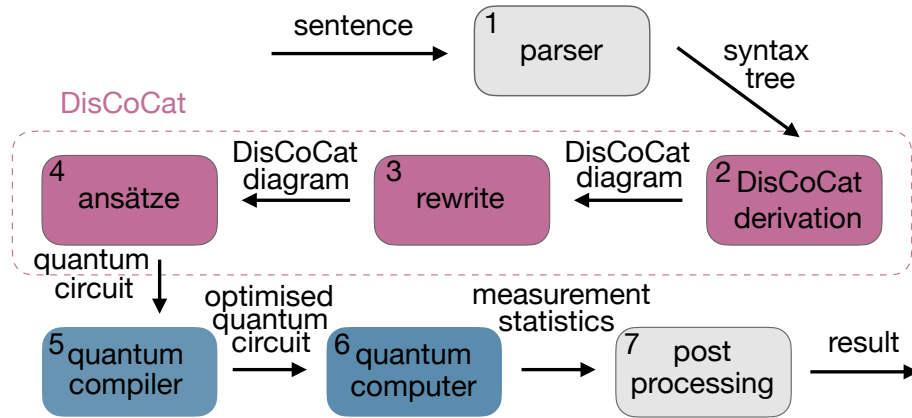 sentence
1
parser
syntax
tree
DisCoCat
4
ansätze
DisCoCat
diagram
3
rewrite
DisCoCat
diagram
2
DisCoCat
derivation
quantum
circuit
5
quantum
compiler
optimised
quantum
circuit
6
quantum
computer
measurement
statistics
7
post
processing
result